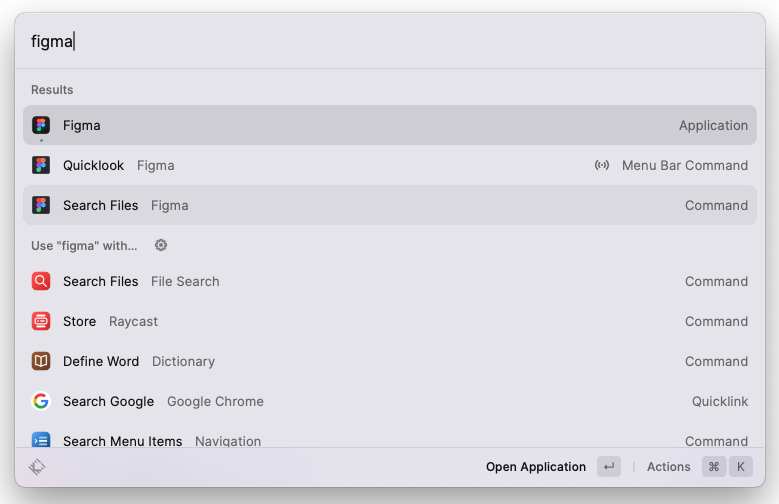 figma
Results
Figma Application
Quicklook Figma Menu Bar Command
Search Files Figma Command
Use "figma" with...
Search Files File Search Command
Store Raycast Command
Define Word Dictionary Command
Search Google Google Chrome Quicklink
Search Menu Items Navigation Command
Open Application ↵ | Actions ⌘ K